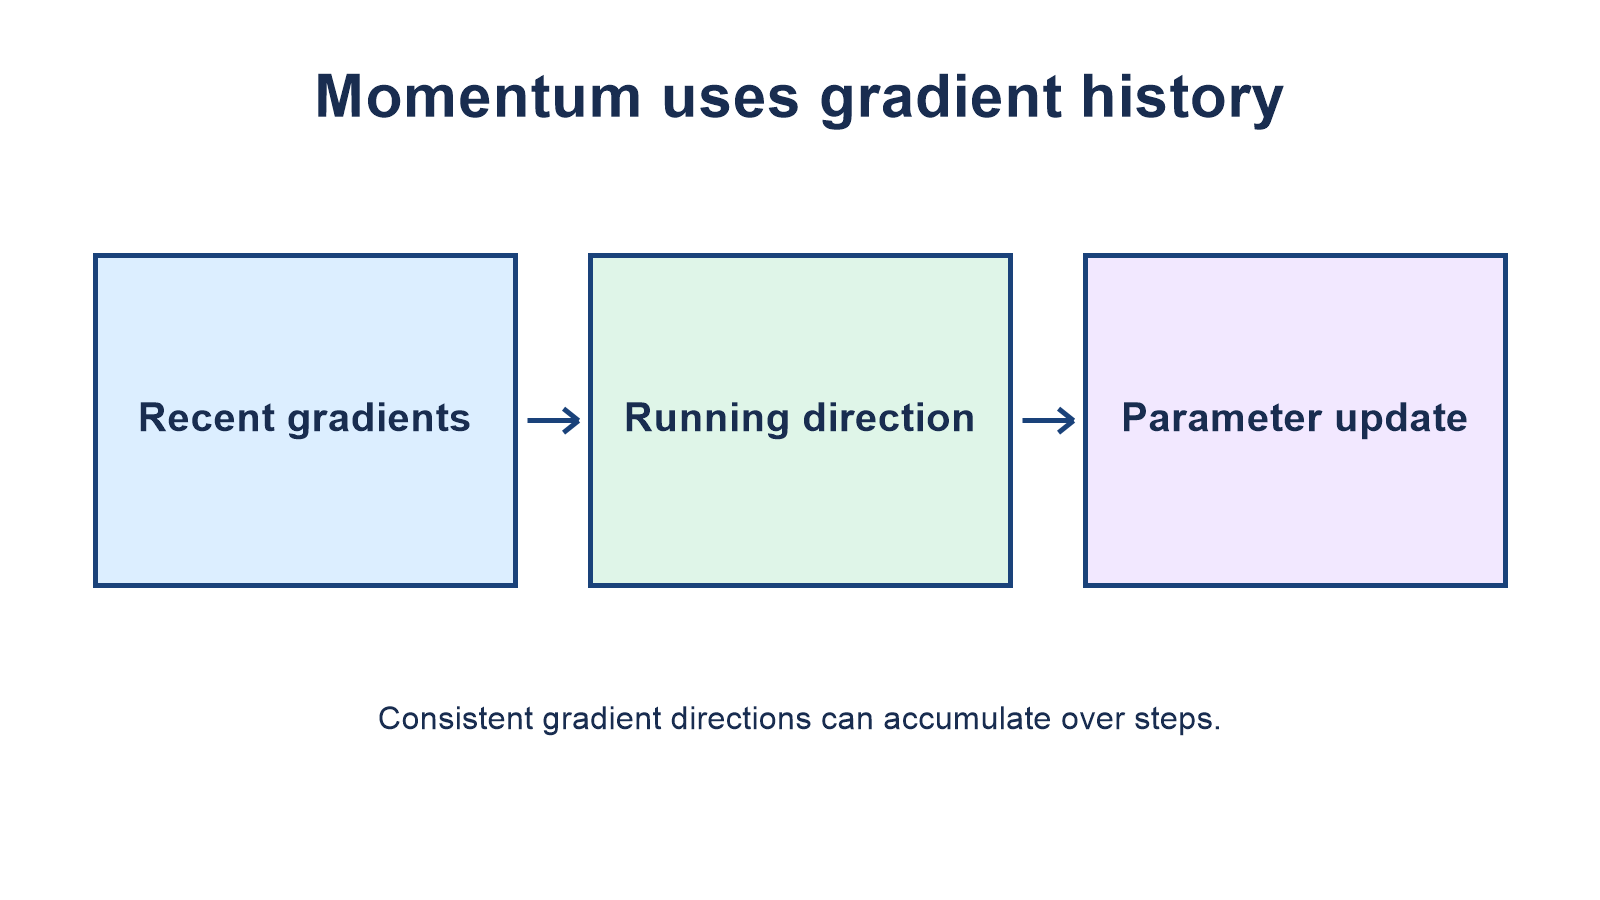 Momentum uses gradient history
Recent gradients
Running direction
Parameter update
Consistent gradient directions can accumulate over steps.